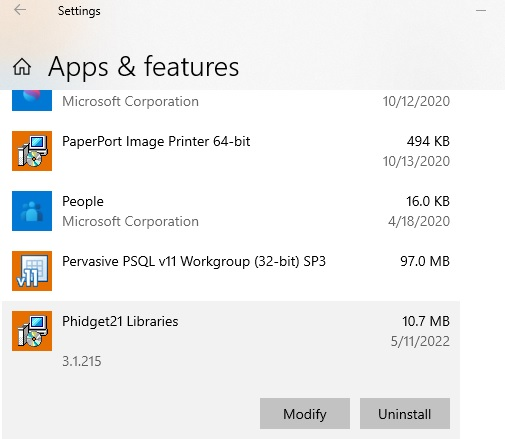 Settings
Apps & features
Microsoft Corporation 10/12/2020
PaperPort Image Printer 64-bit 494 KB
10/13/2020
People 16.0 KB
Microsoft Corporation 4/18/2020
v11 Pervasive PSQL v11 Workgroup (32-bit) SP3 97.0 MB
Phidget21 Libraries 10.7 MB
5/11/2022
3.1.215
Modify Uninstall